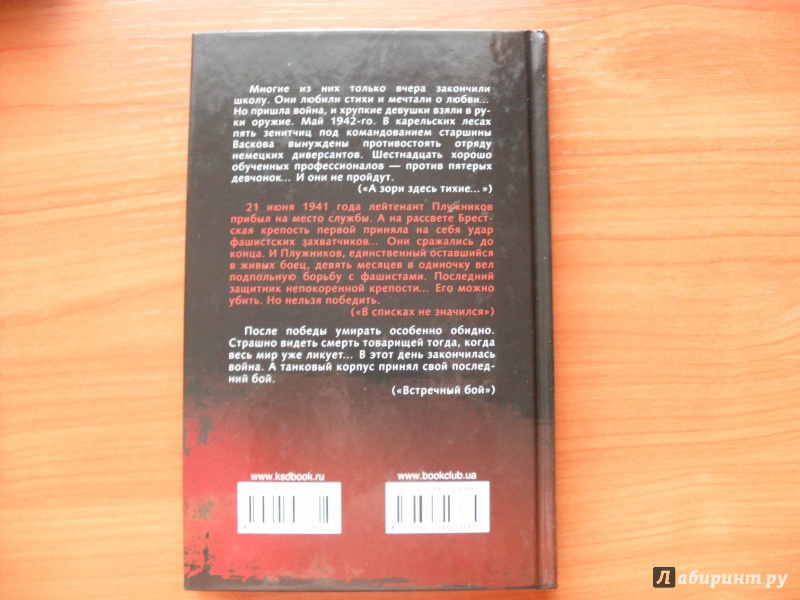 Многие из них только вчера закончили
школу. Они любили стихи и мечтали о любви...
Но пришла война, и хрупкие девушки взяли в ру-
ки оружие. Май 1942-го. В карельских лесах
пять зенитчиц под командованием старшины
Васкова вынуждены противостоять отряду
немецких диверсантов. Шестнадцать хорошо
обученных профессионалов — против пятерых
девчонок... И они не пройдут.
(«А зори здесь тихие...»)
21 июня 1941 года лейтенант Плужников
прибыл на место службы. А на рассвете Брест-
ская крепость первой приняла на себя удар
фашистских захватчиков... Они сражались до
конца. И Плужников, единственный оставшийся
в живых боец, девять месяцев в одиночку вел
подпольную борьбу с фашистами. Последний
защитник непокоренной крепости... Его можно
убить. Но нельзя победить.
(«В списках не значился»)
После победы умирать особенно обидно.
Страшно видеть смерть товарищей тогда, когда
весь мир уже ликует... В этот день закончилась
война. А танковый корпус принял свой послед-
ний бой.
(«Встречный бой»)
www.ksdbook.ru
www.bookclub.ua
Лабиринт.ру